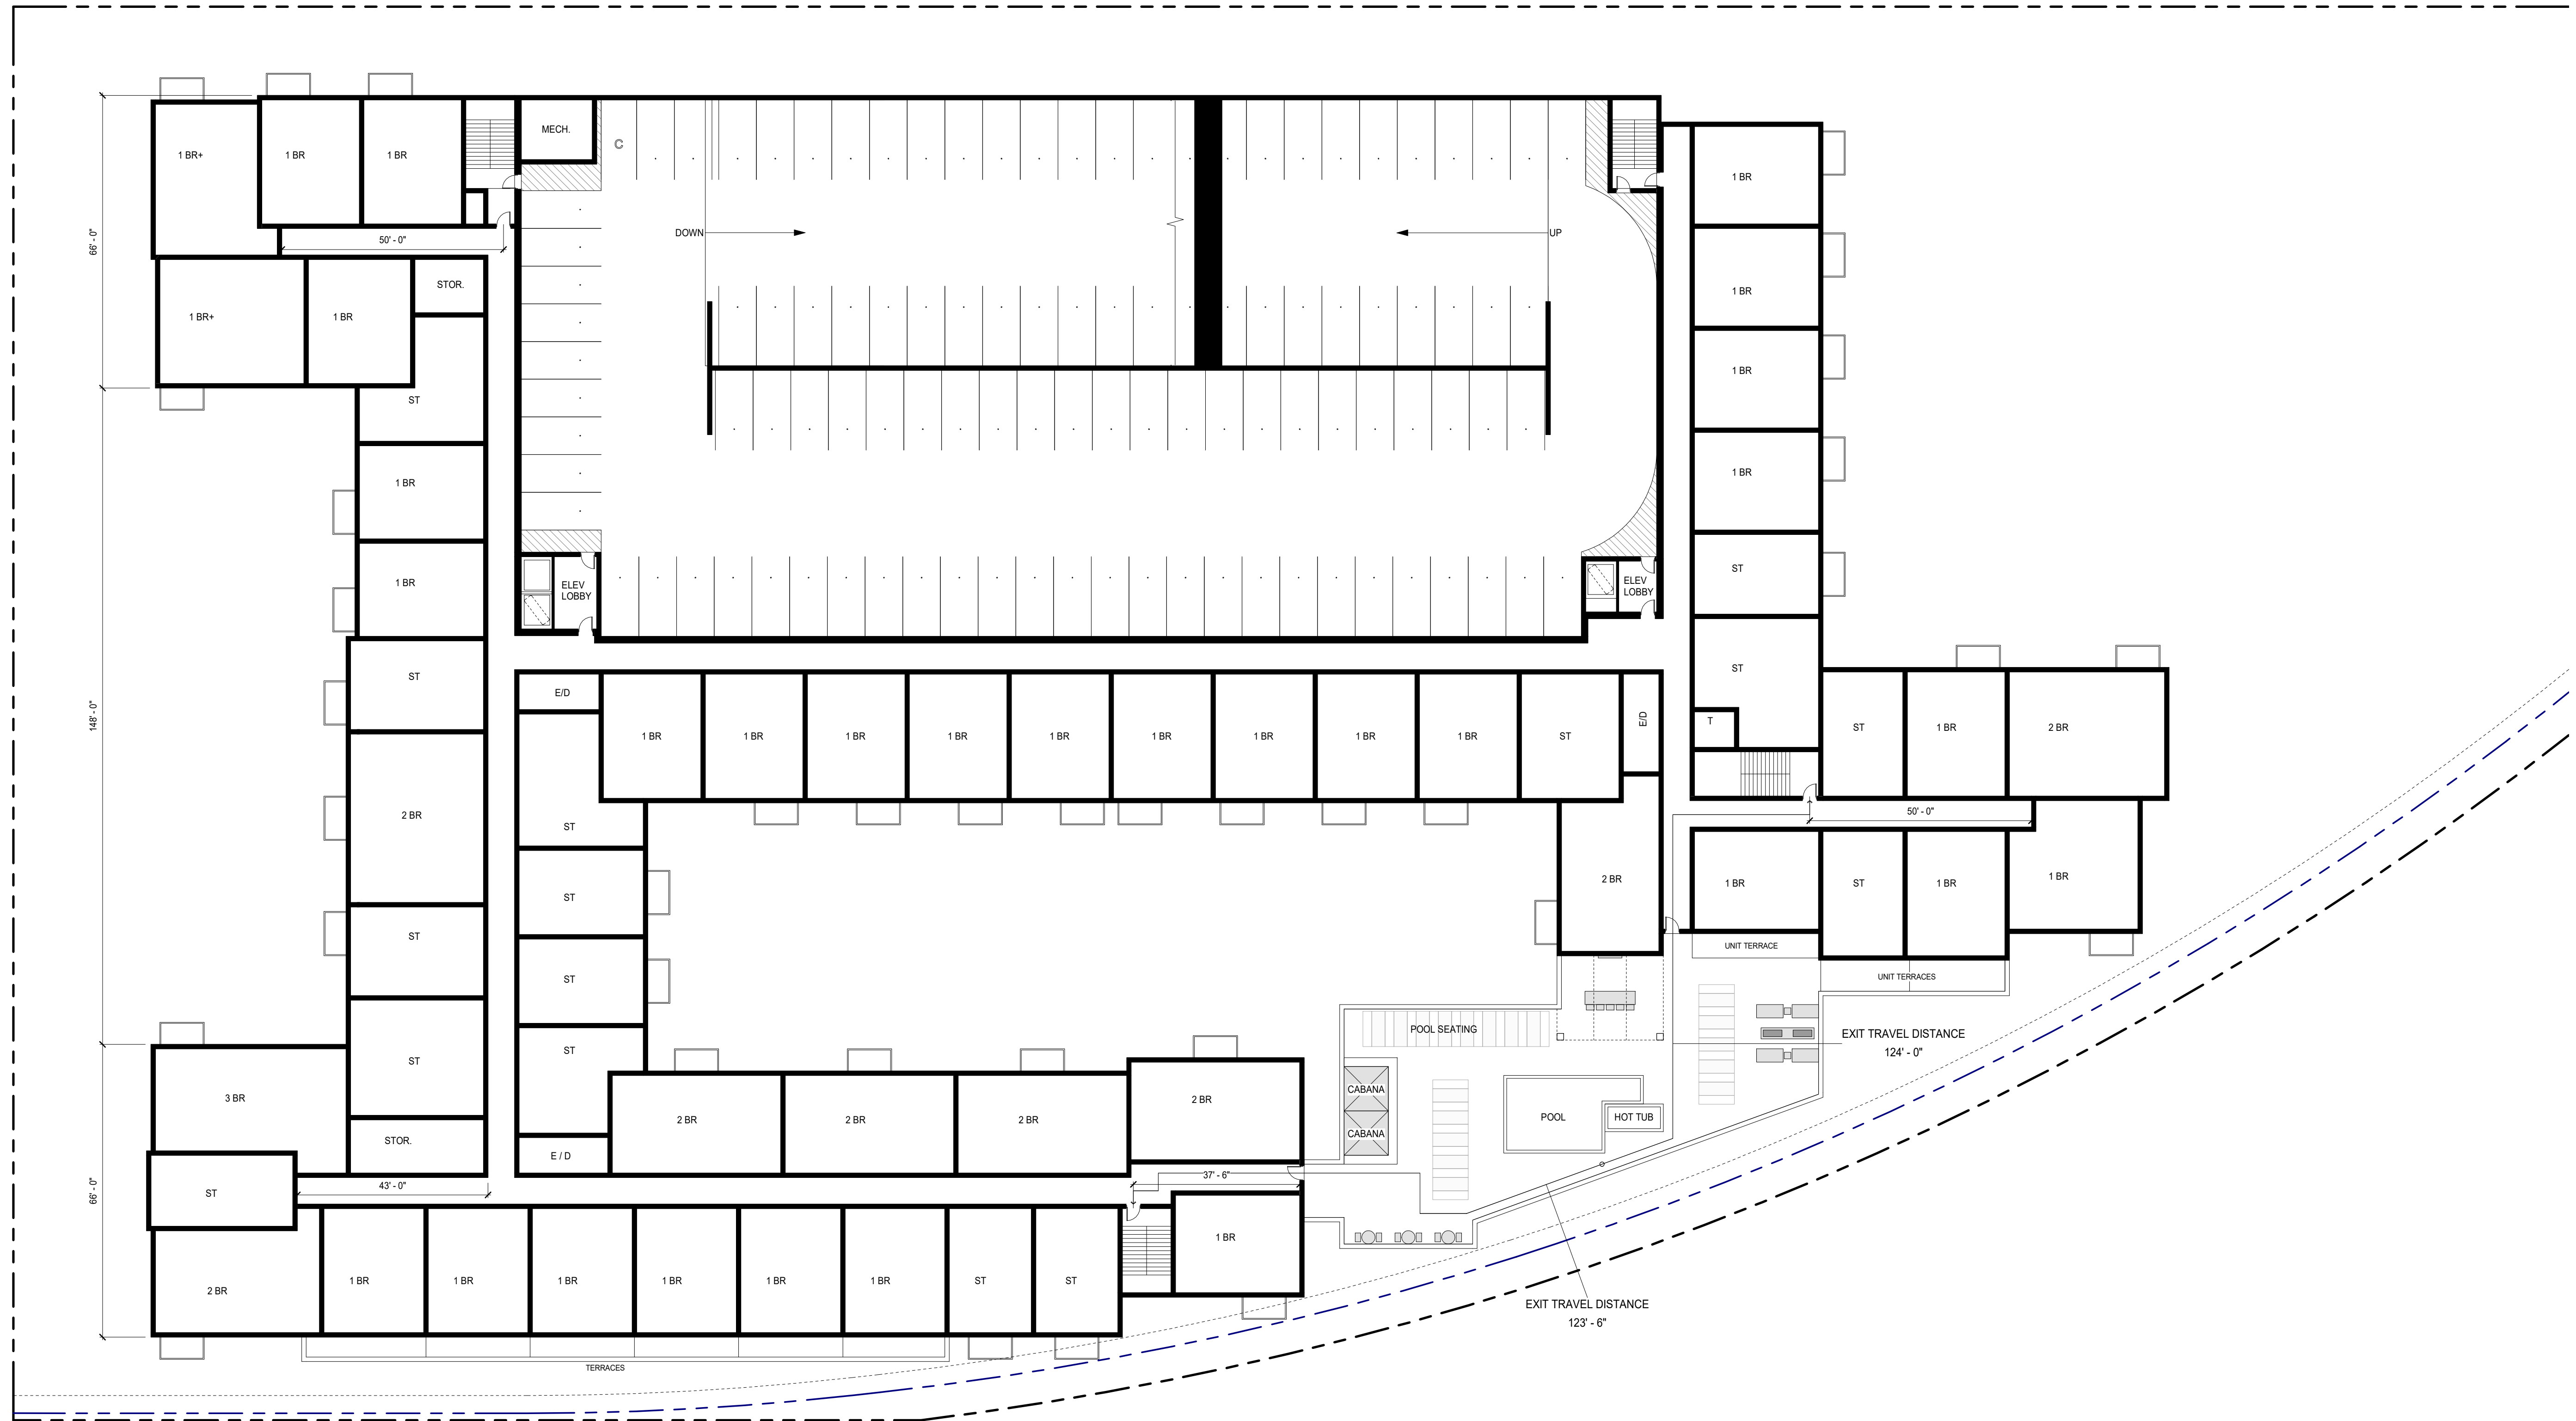 MECH.
C
1 BR+
1 BR
1 BR
1 BR
66' - 0"
50' - 0"
DOWN
UP
STOR.
1 BR
1 BR+
1 BR
1 BR
ST
1 BR
1 BR
ST
1 BR
ELEV
LOBBY
ELEV
LOBBY
ST
ST
E/D
E/D
T
148' - 0"
1 BR
1 BR
1 BR
1 BR
1 BR
1 BR
1 BR
1 BR
1 BR
ST
ST
1 BR
2 BR
2 BR
ST
50' - 0"
ST
2 BR
1 BR
ST
1 BR
1 BR
ST
UNIT TERRACE
UNIT TERRACES
ST
ST
ST
POOL SEATING
EXIT TRAVEL DISTANCE
124' - 0"
3 BR
2 BR
2 BR
2 BR
2 BR
CABANA
CABANA
POOL
HOT TUB
STOR.
E / D
66' - 0"
ST
43' - 0"
37' - 6"
2 BR
1 BR
1 BR
1 BR
1 BR
1 BR
1 BR
ST
ST
1 BR
EXIT TRAVEL DISTANCE
123' - 6"
TERRACES